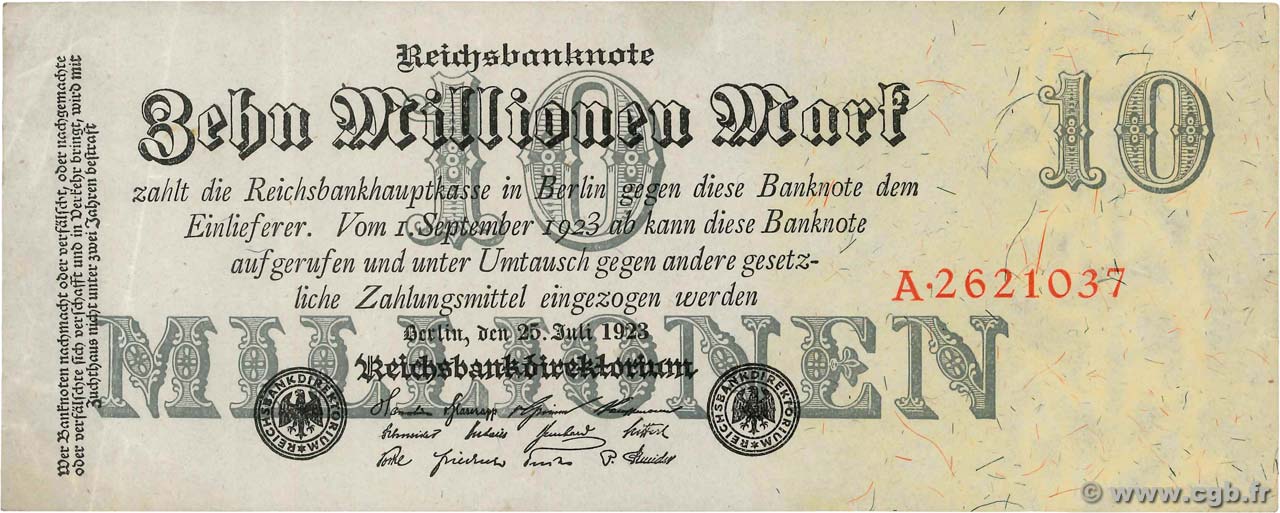 Reichsbanknote
10
Zehn Millionen Mark
zahlt die Reichsbankhauptkasse in Berlin gegen diese Banknote dem
Einlieferer. Vom 1. September 1923 ab kann diese Banknote
aufgerufen und unter Umtausch gegen andere gesetz-
liche Zahlungsmittel eingezogen werden
MILLIONEN
Berlin, den 25. Juli 1923
Reichsbankdirektorium
REICHSBANKDIREKTORIUM
REICHSBANKDIREKTORIUM
10
A·2621037
Wer Banknoten nachmacht oder verfälscht, oder nachgemachte
oder verfälschte sich verschafft und in Verkehr bringt, wird mit
Zuchthaus nicht unter zwei Jahren bestraft
© www.cgb.fr